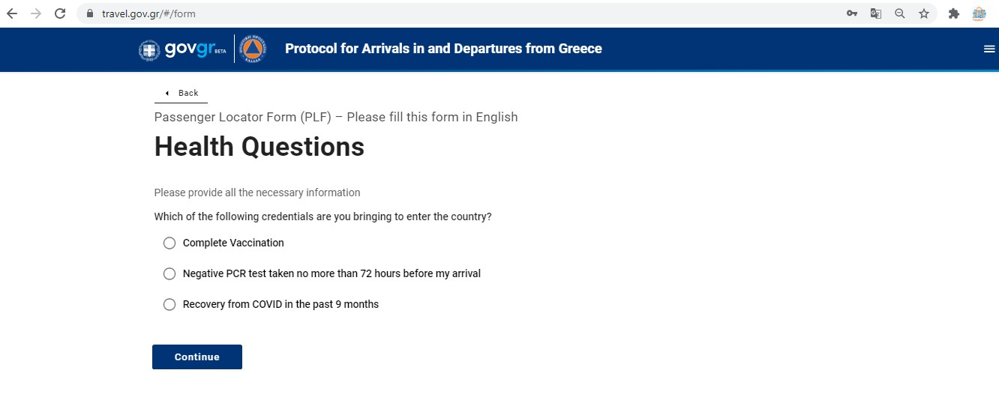 travel.gov.gr/#/form
govgr BETA
Protocol for Arrivals in and Departures from Greece
Back
Passenger Locator Form (PLF) – Please fill this form in English
Health Questions
Please provide all the necessary information
Which of the following credentials are you bringing to enter the country?
Complete Vaccination
Negative PCR test taken no more than 72 hours before my arrival
Recovery from COVID in the past 9 months
Continue